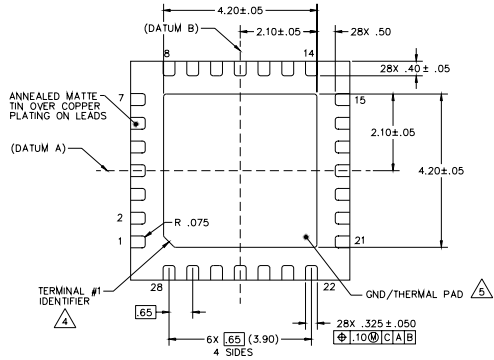 4.20±.05
(DATUM B)
2.10±.05
28X .50
8
14
28X .40± .05
ANNEALED MATTE
TIN OVER COPPER
PLATING ON LEADS
7
15
2.10±.05
(DATUM A)
4.20±.05
R .075
2
1
21
TERMINAL #1
IDENTIFIER
4
28
22
GND/THERMAL PAD
5
.65
6X .65 (3.90)
4 SIDES
28X .325±.050
⌖ .10 Ⓜ C A B